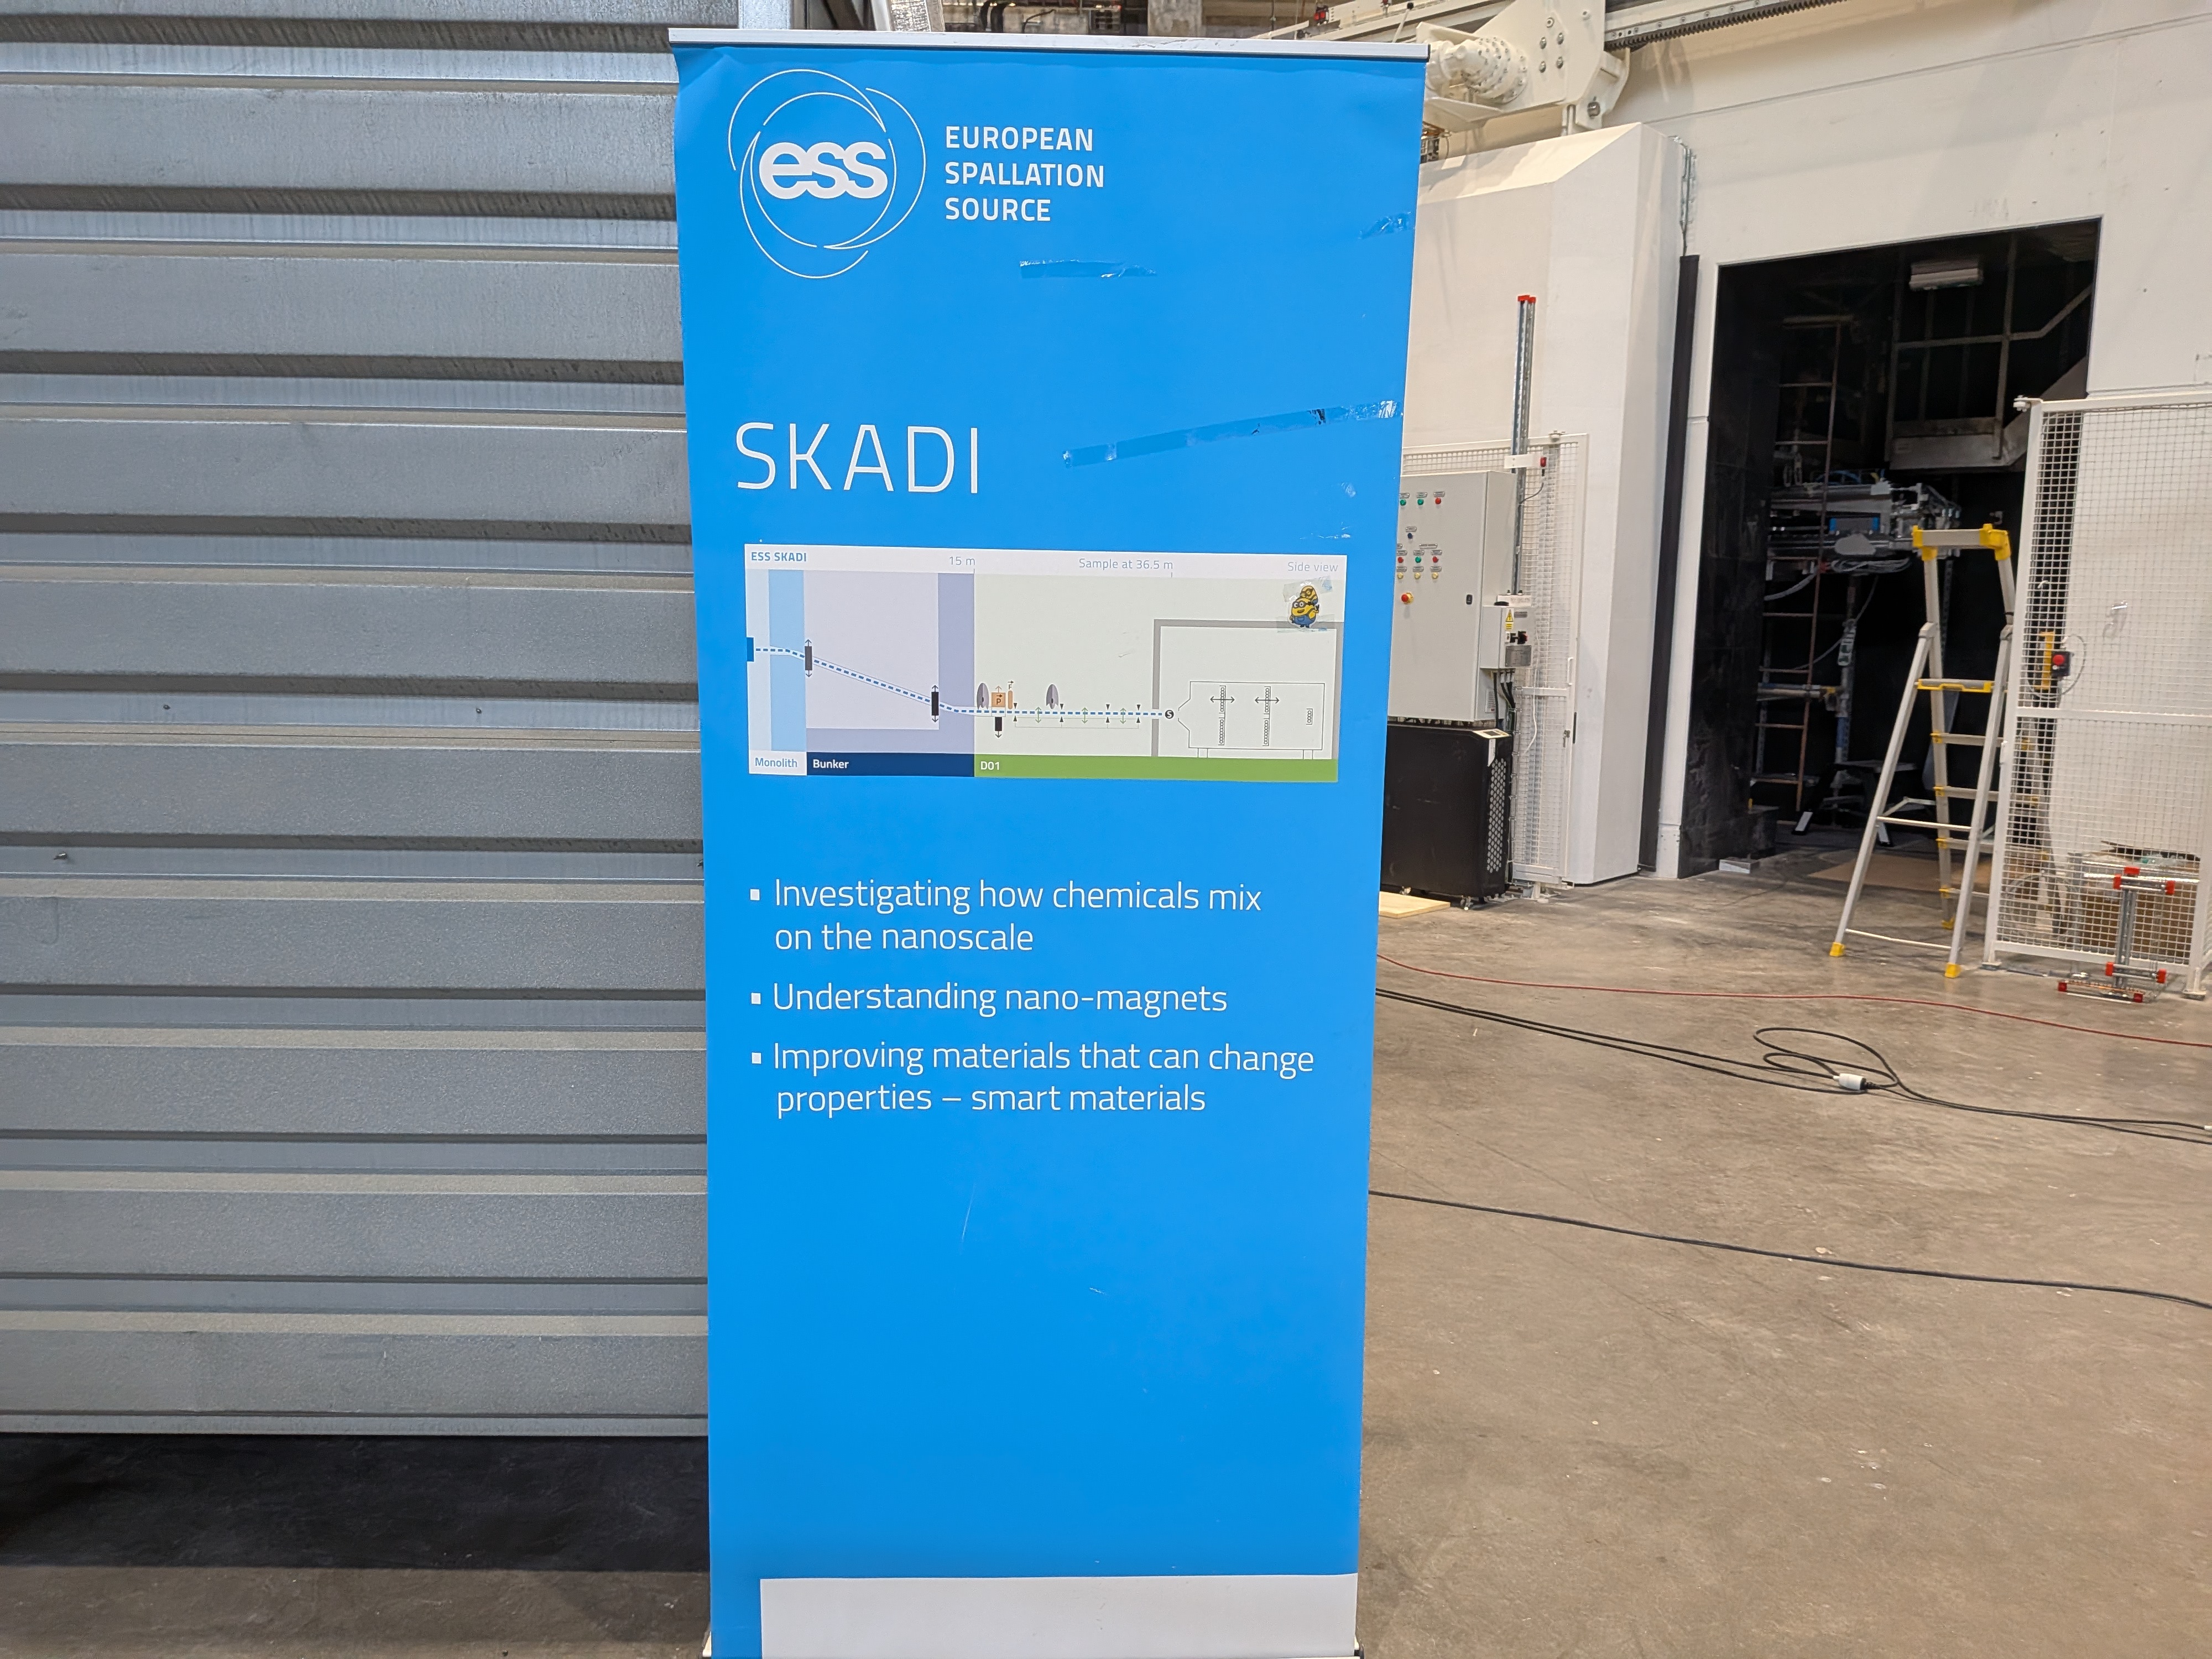 ess
EUROPEAN
SPALLATION
SOURCE
SKADI
ESS SKADI
15 m
Sample at 36.5 m
Side view
P
F
S
Monolith
Bunker
D01
▪ Investigating how chemicals mix
on the nanoscale
▪ Understanding nano-magnets
▪ Improving materials that can change
properties – smart materials